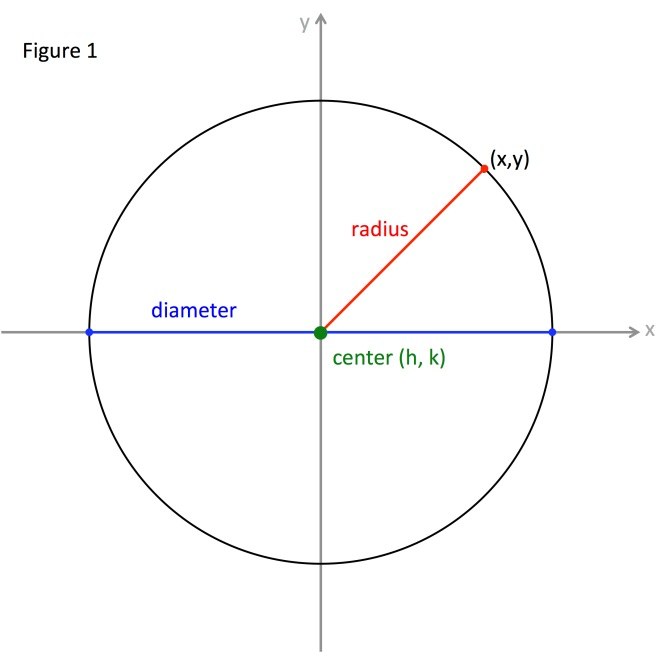 y
Figure 1
(x,y)
radius
diameter
x
center (h, k)